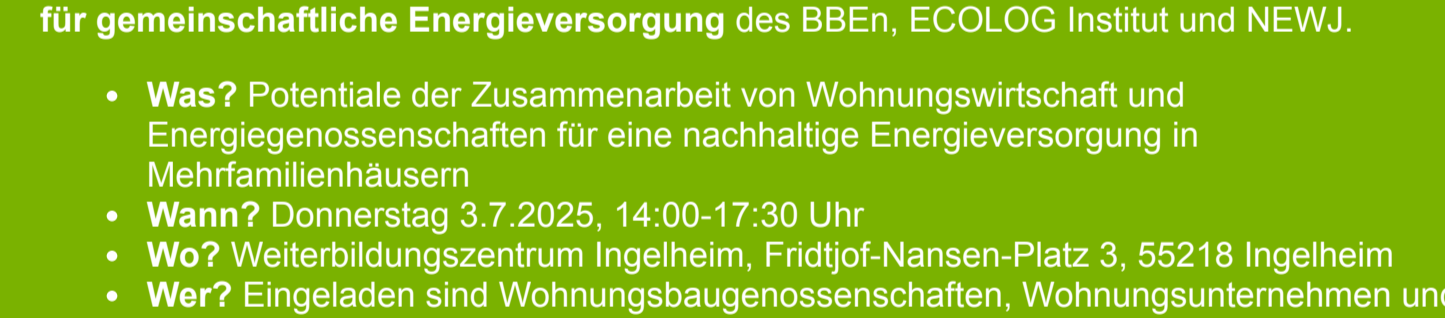 für gemeinschaftliche Energieversorgung des BBEn, ECOLOG Institut und NEWJ.
• Was? Potentiale der Zusammenarbeit von Wohnungswirtschaft und
Energiegenossenschaften für eine nachhaltige Energieversorgung in
Mehrfamilienhäusern
• Wann? Donnerstag 3.7.2025, 14:00-17:30 Uhr
• Wo? Weiterbildungszentrum Ingelheim, Fridtjof-Nansen-Platz 3, 55218 Ingelheim
• Wer? Eingeladen sind Wohnungsbaugenossenschaften, Wohnungsunternehmen